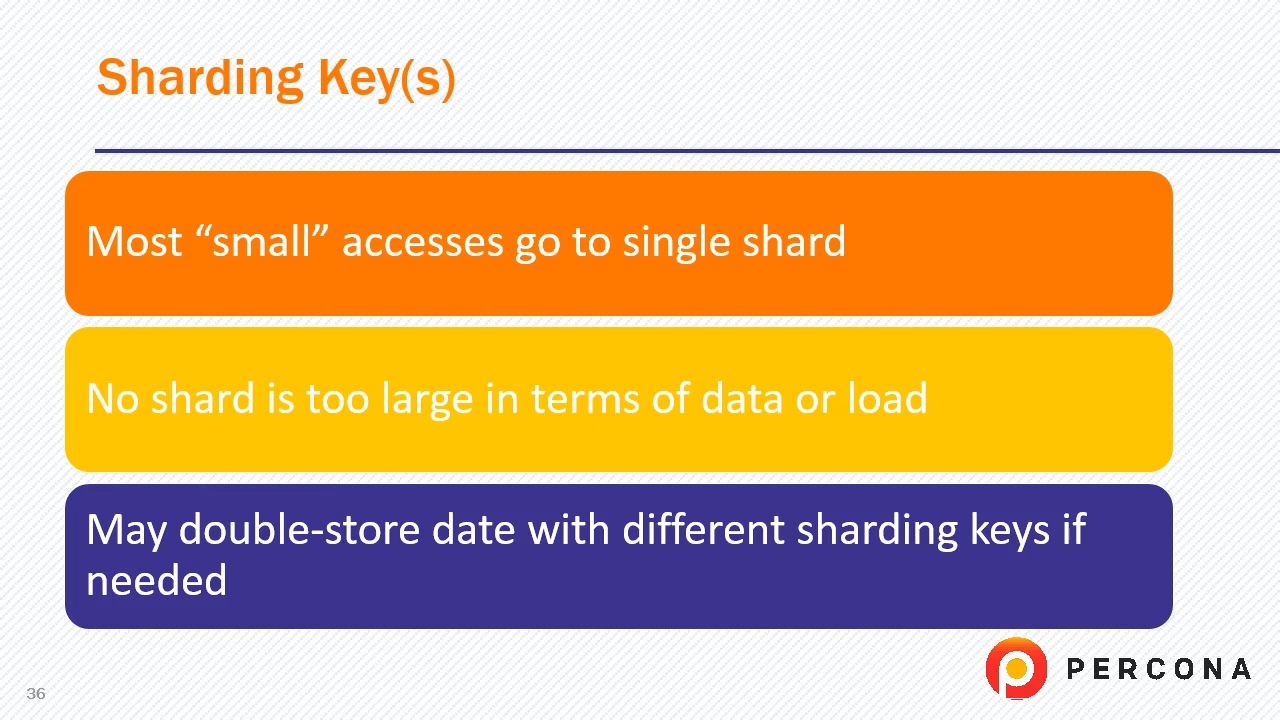 Sharding Key(s)
Most “small” accesses go to single shard
No shard is too large in terms of data or load
May double-store date with different sharding keys if
needed
PERCONA
36